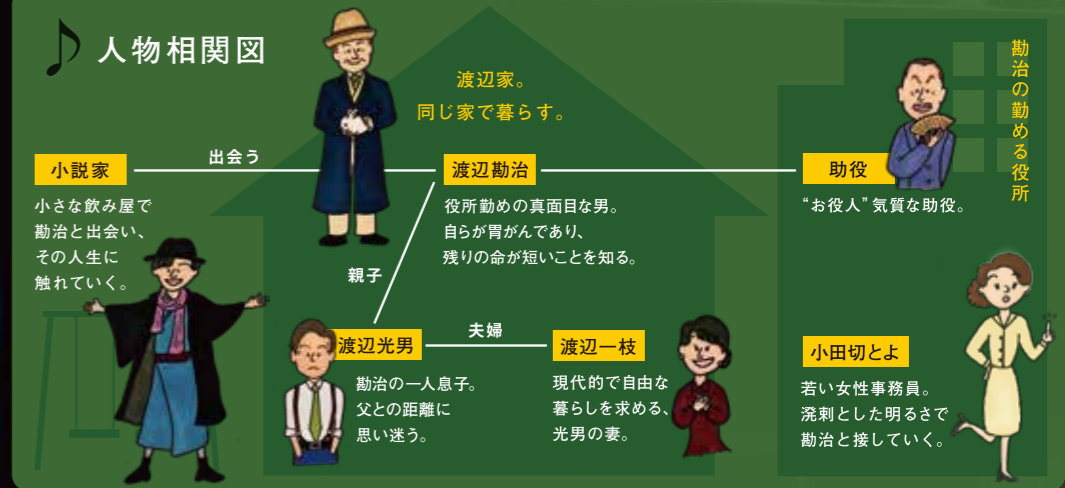 人物相関図
渡辺家。
同じ家で暮らす。
勘治の勤める役所
小説家
出会う
渡辺勘治
助役
小さな飲み屋で
勘治と出会い、
その人生に
触れていく。
役所勤めの真面目な男。
自らが胃がんであり、
残りの命が短いことを知る。
“お役人”気質な助役。
親子
渡辺光男
夫婦
渡辺一枝
小田切とよ
勘治の一人息子。
父との距離に
思い迷う。
現代的で自由な
暮らしを求める、
光男の妻。
若い女性事務員。
溌剌とした明るさで
勘治と接していく。